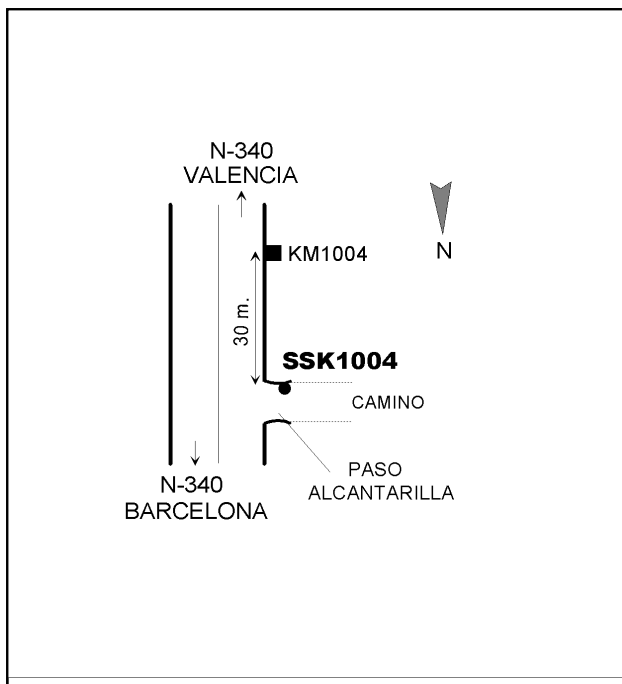 N-340
VALENCIA
KM1004
N
30 m.
SSK1004
CAMINO
PASO
ALCANTARILLA
N-340
BARCELONA